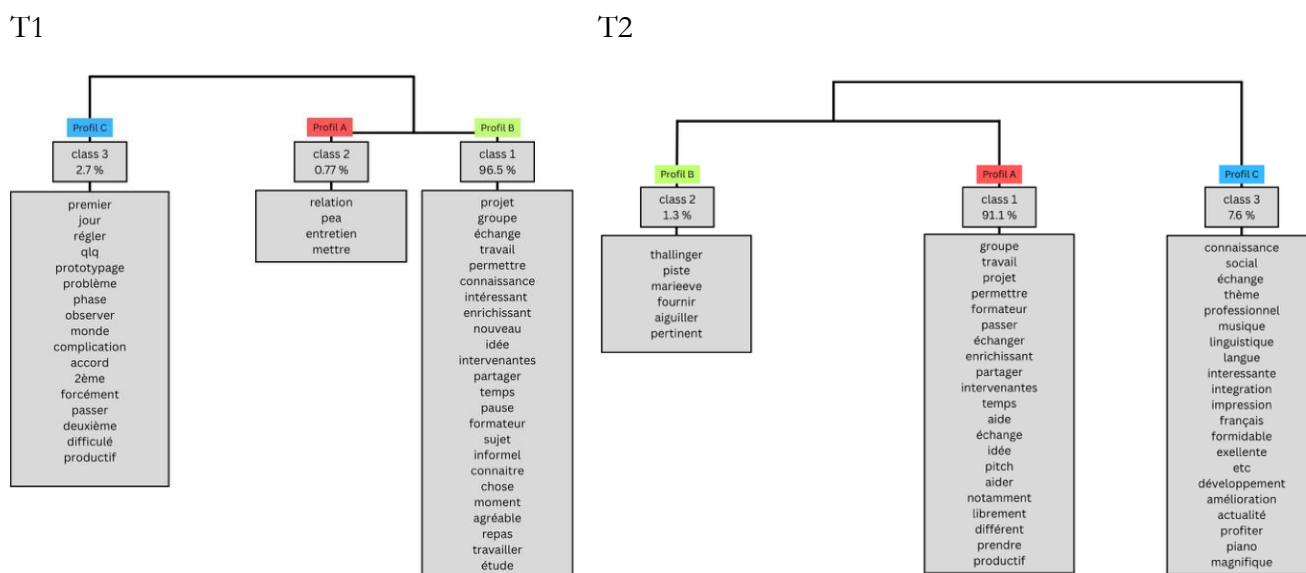 T1
Profil C
class 3
2.7 %
premier
jour
régler
qlq
prototypage
problème
phase
observer
monde
complication
accord
2ème
forcément
passer
deuxième
difficulé
productif
Profil A
class 2
0.77 %
relation
pea
entretien
mettre
Profil B
class 1
96.5 %
projet
groupe
échange
travail
permettre
connaissance
intéressant
enrichissant
nouveau
idée
intervenantes
partager
temps
pause
formateur
sujet
informel
connaitre
chose
moment
agréable
repas
travailler
étude
T2
Profil B
class 2
1.3 %
thallinger
piste
marieeve
fournir
aiguiller
pertinent
Profil A
class 1
91.1 %
groupe
travail
projet
permettre
formateur
passer
échanger
enrichissant
partager
intervenantes
temps
aide
échange
idée
pitch
aider
notamment
librement
différent
prendre
productif
Profil C
class 3
7.6 %
connaissance
social
échange
thème
professionnel
musique
linguistique
langue
interessante
integration
impression
français
formidable
exellente
etc
développement
amélioration
actualité
profiter
piano
magnifique